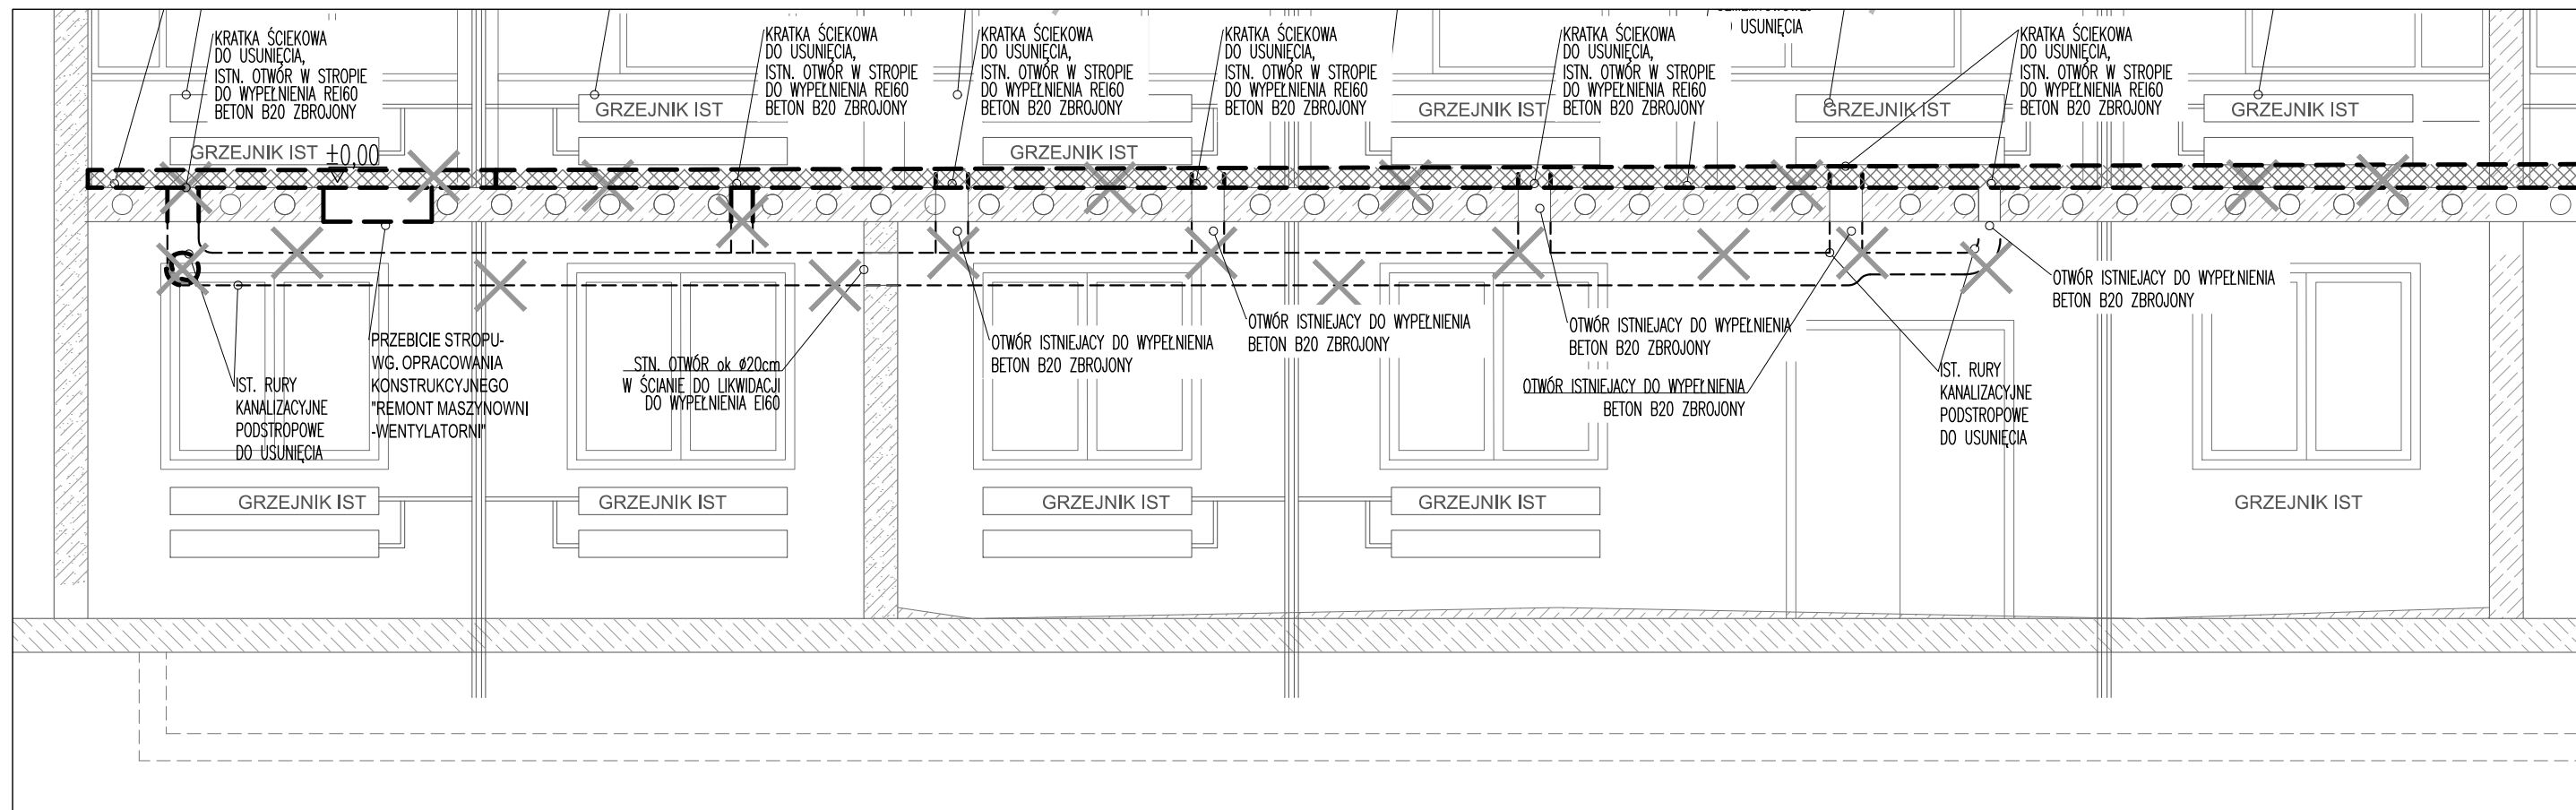 KRATKA ŚCIEKOWA
DO USUNIĘCIA,
ISTN. OTWÓR W STROPIE
DO WYPEŁNIENIA REI60
BETON B20 ZBROJONY
KRATKA ŚCIEKOWA
DO USUNIĘCIA,
ISTN. OTWÓR W STROPIE
DO WYPEŁNIENIA REI60
BETON B20 ZBROJONY
KRATKA ŚCIEKOWA
DO USUNIĘCIA,
ISTN. OTWÓR W STROPIE
DO WYPEŁNIENIA REI60
BETON B20 ZBROJONY
KRATKA ŚCIEKOWA
DO USUNIĘCIA,
ISTN. OTWÓR W STROPIE
DO WYPEŁNIENIA REI60
BETON B20 ZBROJONY
KRATKA ŚCIEKOWA
DO USUNIĘCIA,
ISTN. OTWÓR W STROPIE
DO WYPEŁNIENIA REI60
BETON B20 ZBROJONY
USUNIĘCIA
KRATKA ŚCIEKOWA
DO USUNIĘCIA,
ISTN. OTWÓR W STROPIE
DO WYPEŁNIENIA REI60
BETON B20 ZBROJONY
GRZEJNIK IST
GRZEJNIK IST
GRZEJNIK IST
GRZEJNIK IST
GRZEJNIK IST ±0,00
GRZEJNIK IST
IST. RURY
KANALIZACYJNE
PODSTROPOWE
DO USUNIĘCIA
PRZEBICIE STROPU-
WG. OPRACOWANIA
KONSTRUKCYJNEGO
"REMONT MASZYNOWNI
-WENTYLATORNI"
STN. OTWÓR ok Ø20cm
W ŚCIANIE DO LIKWIDACJI
DO WYPEŁNIENIA EI60
OTWÓR ISTNIEJACY DO WYPEŁNIENIA
BETON B20 ZBROJONY
OTWÓR ISTNIEJACY DO WYPEŁNIENIA
BETON B20 ZBROJONY
OTWÓR ISTNIEJACY DO WYPEŁNIENIA
BETON B20 ZBROJONY
OTWÓR ISTNIEJACY DO WYPEŁNIENIA
BETON B20 ZBROJONY
IST. RURY
KANALIZACYJNE
PODSTROPOWE
DO USUNIĘCIA
OTWÓR ISTNIEJACY DO WYPEŁNIENIA
BETON B20 ZBROJONY
GRZEJNIK IST
GRZEJNIK IST
GRZEJNIK IST
GRZEJNIK IST
GRZEJNIK IST